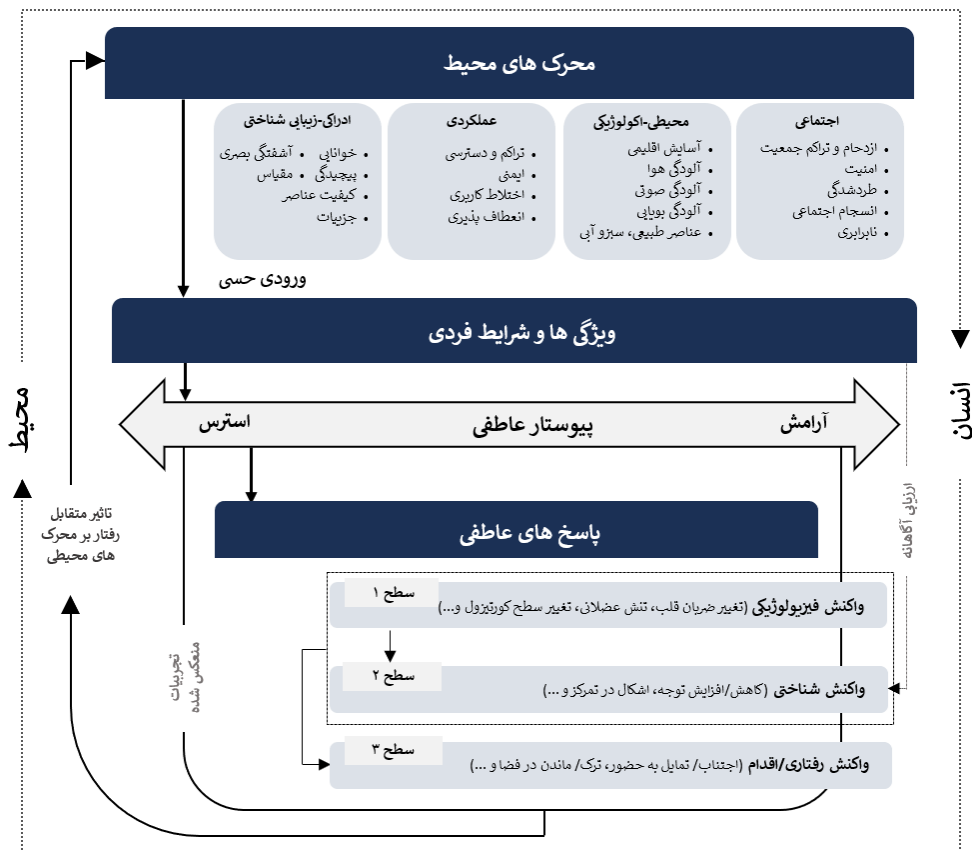 محرک های محیط
اجتماعی
• ازدحام و تراکم جمعیت
• امنیت
• طردشدگی
• انسجام اجتماعی
• نابرابری
محیطی-اکولوژیکی
• آسایش اقلیمی
• آلودگی هوا
• آلودگی صوتی
• آلودگی بویایی
• عناصر طبیعی، سبز و آبی
عملکردی
• تراکم و دسترسی
• ایمنی
• اختلاط کاربری
• انعطاف پذیری
ادراکی-زیبایی شناختی
• خوانایی • آشفتگی بصری
• پیچیدگی • مقیاس
• کیفیت عناصر
• جزییات
ورودی حسی
ویژگی ها و شرایط فردی
انسان
محیط
آرامش پیوستار عاطفی استرس
ارزیابی آگاهانه
تاثیر متقابل
رفتار بر محرک
های محیطی
پاسخ های عاطفی
سطح ۱
واکنش فیزیولوژیکی (تغییر ضربان قلب، تنش عضلانی، تغییر سطح کورتیزول و...)
سطح ۲
واکنش شناختی (کاهش/افزایش توجه، اشکال در تمرکز و ...)
سطح ۳
واکنش رفتاری/اقدام (اجتناب/ تمایل به حضور، ترک/ ماندن در فضا و ...)
تجربیات
منعکس شده